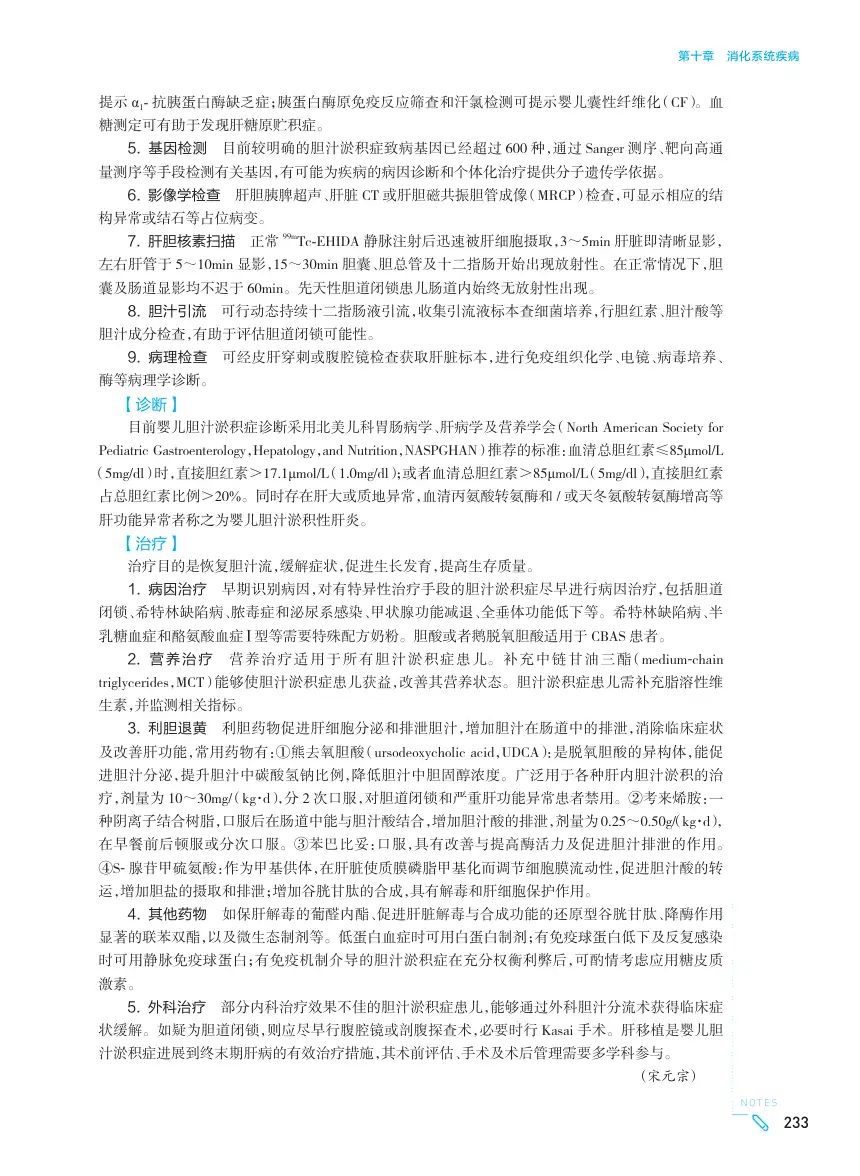 第十章 消化系统疾病
提示 α1- 抗胰蛋白酶缺乏症；胰蛋白酶原免疫反应筛查和汗氯检测可提示婴儿囊性纤维化（CF）。血
糖测定可有助于发现肝糖原贮积症。
5. 基因检测 目前较明确的胆汁淤积症致病基因已经超过 600 种，通过 Sanger 测序、靶向高通
量测序等手段检测有关基因，有可能为疾病的病因诊断和个体化治疗提供分子遗传学依据。
6. 影像学检查 肝胆胰脾超声、肝脏 CT 或肝胆磁共振胆管成像（MRCP）检查，可显示相应的结
构异常或结石等占位病变。
7. 肝胆核素扫描 正常 99mTc-EHIDA 静脉注射后迅速被肝细胞摄取，3～5min 肝脏即清晰显影，
左右肝管于 5～10min 显影，15～30min 胆囊、胆总管及十二指肠开始出现放射性。在正常情况下，胆
囊及肠道显影均不迟于 60min。先天性胆道闭锁患儿肠道内始终无放射性出现。
8. 胆汁引流 可行动态持续十二指肠液引流，收集引流液标本查细菌培养，行胆红素、胆汁酸等
胆汁成分检查，有助于评估胆道闭锁可能性。
9. 病理检查 可经皮肝穿刺或腹腔镜检查获取肝脏标本，进行免疫组织化学、电镜、病毒培养、
酶等病理学诊断。
【诊断】
目前婴儿胆汁淤积症诊断采用北美儿科胃肠病学、肝病学及营养学会（North American Society for
Pediatric Gastroenterology，Hepatology，and Nutrition，NASPGHAN）推荐的标准：血清总胆红素≤85μmol/L
（5mg/dl）时，直接胆红素＞17.1μmol/L（1.0mg/dl）；或者血清总胆红素＞85μmol/L（5mg/dl），直接胆红素
占总胆红素比例＞20%。同时存在肝大或质地异常，血清丙氨酸转氨酶和 / 或天冬氨酸转氨酶增高等
肝功能异常者称之为婴儿胆汁淤积性肝炎。
【治疗】
治疗目的是恢复胆汁流，缓解症状，促进生长发育，提高生存质量。
1. 病因治疗 早期识别病因，对有特异性治疗手段的胆汁淤积症尽早进行病因治疗，包括胆道
闭锁、希特林缺陷病、脓毒症和泌尿系感染、甲状腺功能减退、全垂体功能低下等。希特林缺陷病、半
乳糖血症和酪氨酸血症Ⅰ型等需要特殊配方奶粉。胆酸或者鹅脱氧胆酸适用于 CBAS 患者。
2. 营养治疗 营养治疗适用于所有胆汁淤积症患儿。补充中链甘油三酯（medium-chain
triglycerides，MCT）能够使胆汁淤积症患儿获益，改善其营养状态。胆汁淤积症患儿需补充脂溶性维
生素，并监测相关指标。
3. 利胆退黄 利胆药物促进肝细胞分泌和排泄胆汁，增加胆汁在肠道中的排泄，消除临床症状
及改善肝功能，常用药物有：①熊去氧胆酸（ursodeoxycholic acid，UDCA）：是脱氧胆酸的异构体，能促
进胆汁分泌，提升胆汁中碳酸氢钠比例，降低胆汁中胆固醇浓度。广泛用于各种肝内胆汁淤积的治
疗，剂量为 10～30mg/（kg·d），分 2 次口服，对胆道闭锁和严重肝功能异常患者禁用。②考来烯胺：一
种阴离子结合树脂，口服后在肠道中能与胆汁酸结合，增加胆汁酸的排泄，剂量为 0.25～0.50g/（kg·d），
在早餐前后顿服或分次口服。③苯巴比妥：口服，具有改善与提高酶活力及促进胆汁排泄的作用。
④S- 腺苷甲硫氨酸：作为甲基供体，在肝脏使质膜磷脂甲基化而调节细胞膜流动性，促进胆汁酸的转
运，增加胆盐的摄取和排泄；增加谷胱甘肽的合成，具有解毒和肝细胞保护作用。
4. 其他药物 如保肝解毒的葡醛内酯、促进肝脏解毒与合成功能的还原型谷胱甘肽、降酶作用
显著的联苯双酯，以及微生态制剂等。低蛋白血症时可用白蛋白制剂；有免疫球蛋白低下及反复感染
时可用静脉免疫球蛋白；有免疫机制介导的胆汁淤积症在充分权衡利弊后，可酌情考虑应用糖皮质
激素。
5. 外科治疗 部分内科治疗效果不佳的胆汁淤积症患儿，能够通过外科胆汁分流术获得临床症
状缓解。如疑为胆道闭锁，则应尽早行腹腔镜或剖腹探查术，必要时行 Kasai 手术。肝移植是婴儿胆
汁淤积症进展到终末期肝病的有效治疗措施，其术前评估、手术及术后管理需要多学科参与。
（宋元宗）
NOTES
233